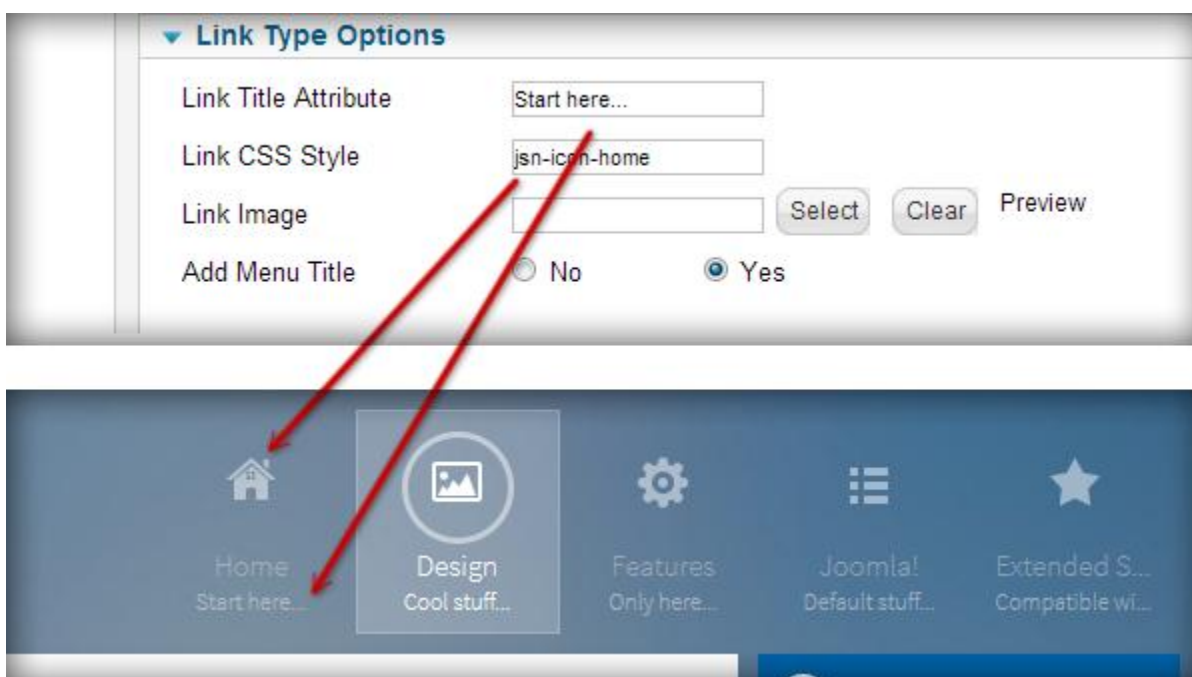 Link Type Options
Link Title Attribute Start here...
Link CSS Style jsn-icon-home
Link Image Select Clear Preview
Add Menu Title No Yes
Home Design Features Joomla! Extended S...
Start here... Cool stuff... Only here... Default stuff... Compatible wi...